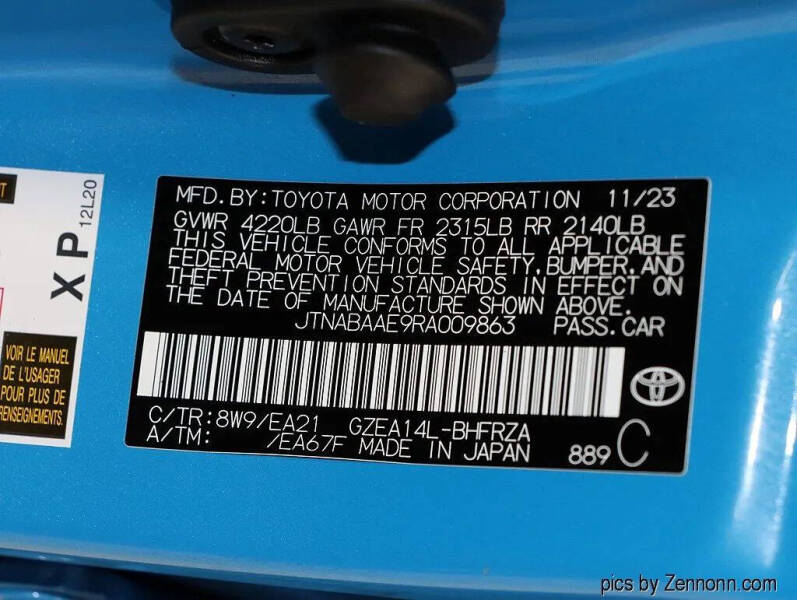 T
XP
12L20
VOIR LE MANUEL
DE L'USAGER
POUR PLUS DE
RENSEIGNEMENTS.
MFD. BY: TOYOTA MOTOR CORPORATION 11/23
GVWR 4220LB GAWR FR 2315LB RR 2140LB
THIS VEHICLE CONFORMS TO ALL APPLICABLE
FEDERAL MOTOR VEHICLE SAFETY, BUMPER, AND
THEFT PREVENTION STANDARDS IN EFFECT ON
THE DATE OF MANUFACTURE SHOWN ABOVE.
JTNABAAE9RA009863 PASS.CAR
C/TR: 8W9/EA21 GZEA14L-BHFRZA
A/TM: /EA67F MADE IN JAPAN 889 C
pics by Zennonn.com